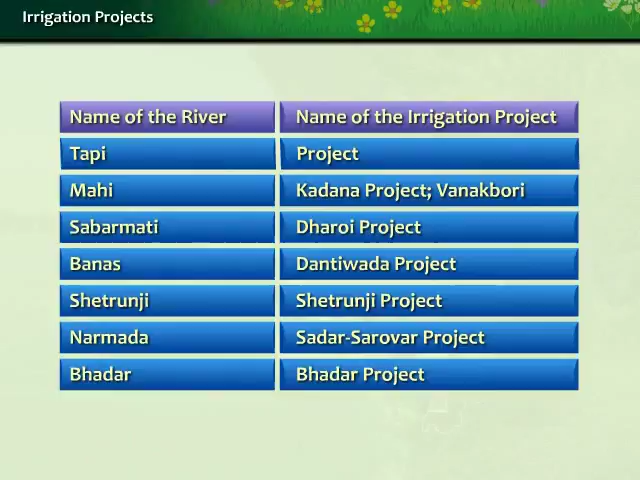 Irrigation Projects
Name of the River Name of the Irrigation Project
Tapi Project
Mahi Kadana Project; Vanakbori
Sabarmati Dharoi Project
Banas Dantiwada Project
Shetrunji Shetrunji Project
Narmada Sadar-Sarovar Project
Bhadar Bhadar Project